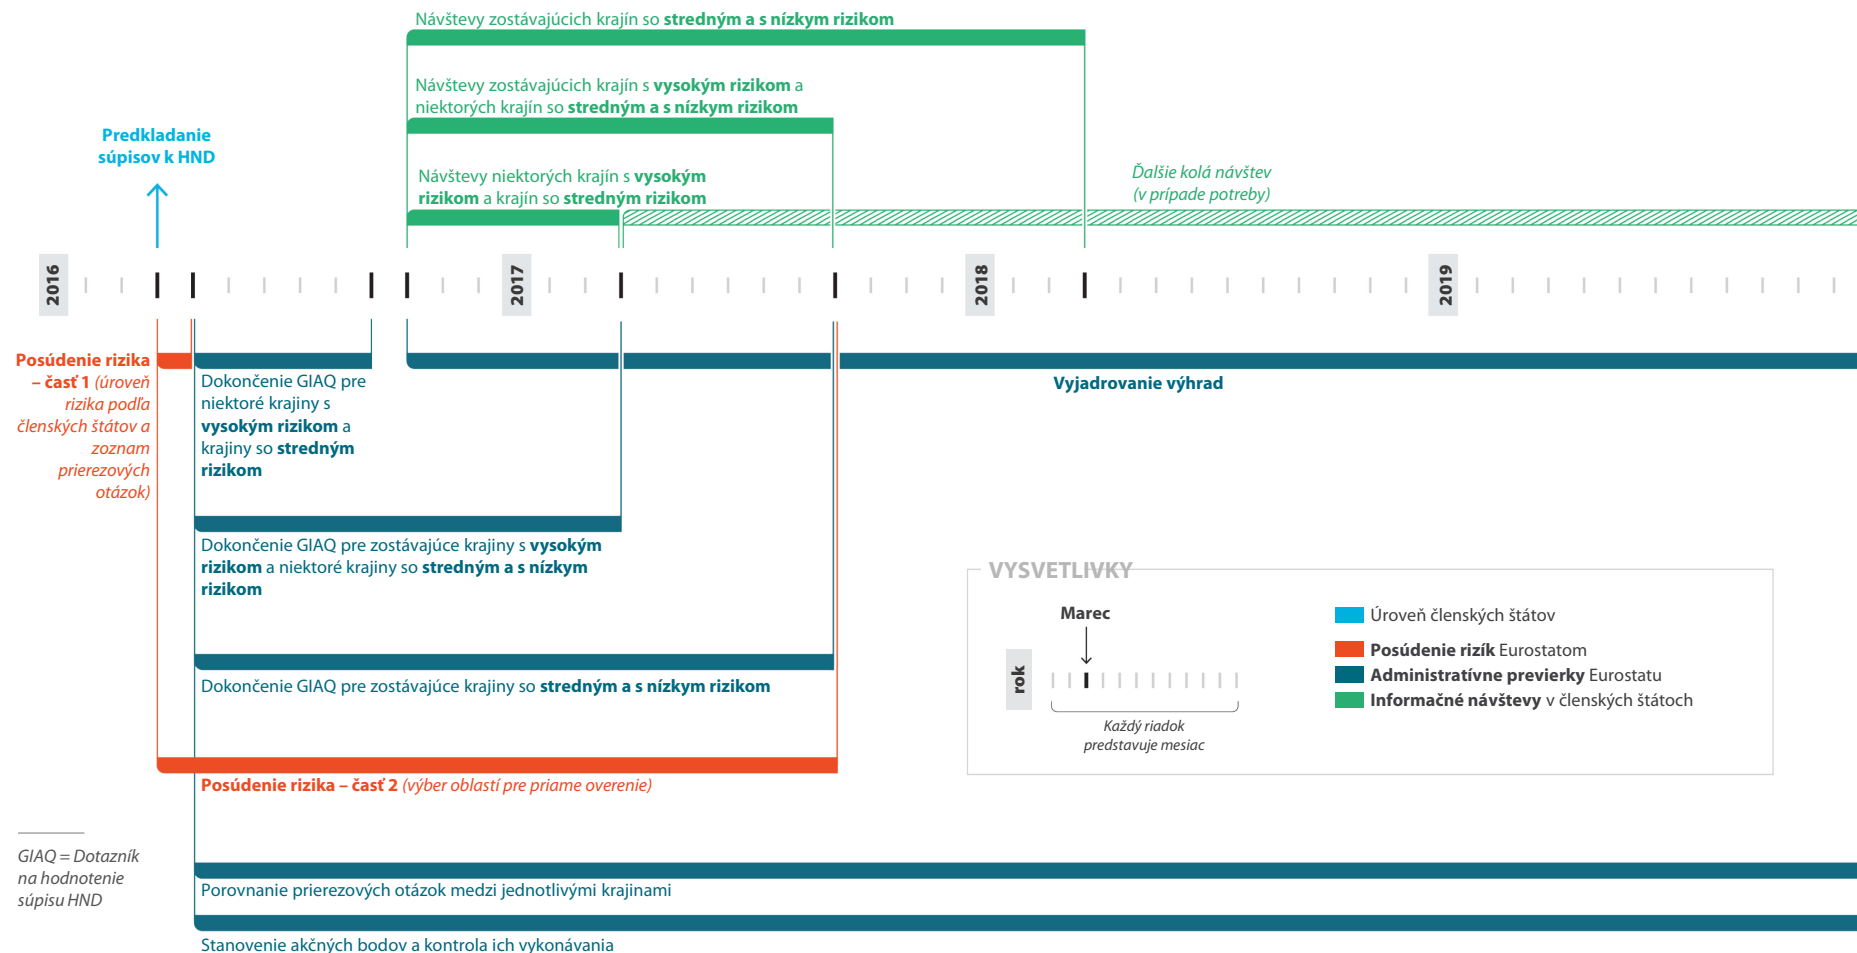 Návštevy zostávajúcich krajín so stredným a s nízkym rizikom
Návštevy zostávajúcich krajín s vysokým rizikom a
niektorých krajín so stredným a s nízkym rizikom
Predkladanie
súpisov k HND
Návštevy niektorých krajín s vysokým
rizikom a krajín so stredným rizikom
Ďalšie kolá návštev
(v prípade potreby)
2016
2017
2018
2019
Posúdenie rizika
– časť 1 (úroveň
rizika podľa
členských štátov a
zoznam
prierezových
otázok)
Dokončenie GIAQ pre
niektoré krajiny s
vysokým rizikom a
krajiny so stredným
rizikom
Vyjadrovanie výhrad
Dokončenie GIAQ pre zostávajúce krajiny s vysokým
rizikom a niektoré krajiny so stredným a s nízkym
rizikom
Dokončenie GIAQ pre zostávajúce krajiny so stredným a s nízkym rizikom
Posúdenie rizika – časť 2 (výber oblastí pre priame overenie)
VYSVETLIVKY
Marec
rok
Každý riadok
predstavuje mesiac
Úroveň členských štátov
Posúdenie rizík Eurostatom
Administratívne previerky Eurostatu
Informačné návštevy v členských štátoch
GIAQ = Dotazník
na hodnotenie
súpisu HND
Porovnanie prierezových otázok medzi jednotlivými krajinami
Stanovenie akčných bodov a kontrola ich vykonávania